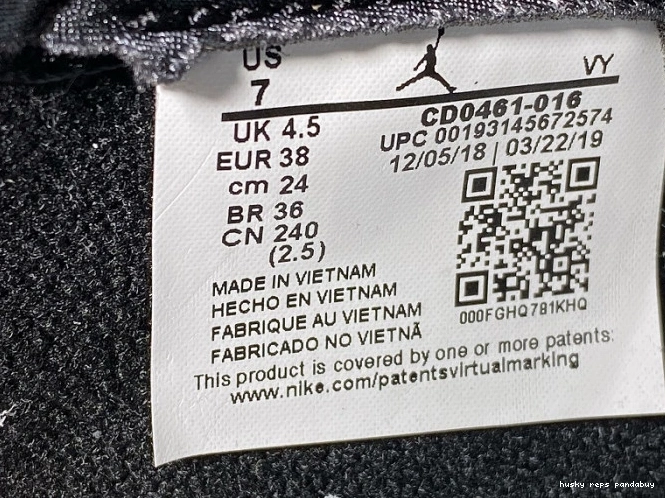 US
7
VY
UK 4.5
EUR 38
cm 24
BR 36
CN 240
(2.5)
CD0461-016
UPC 00193145672574
12/05/18 | 03/22/19
000FGHQ781KHQ
MADE IN VIETNAM
HECHO EN VIETNAM
FABRIQUE AU VIETNAM
FABRICADO NO VIETNÃ
This product is covered by one or more patents:
www.nike.com/patentsvirtualmarking
husky reps pandabuy